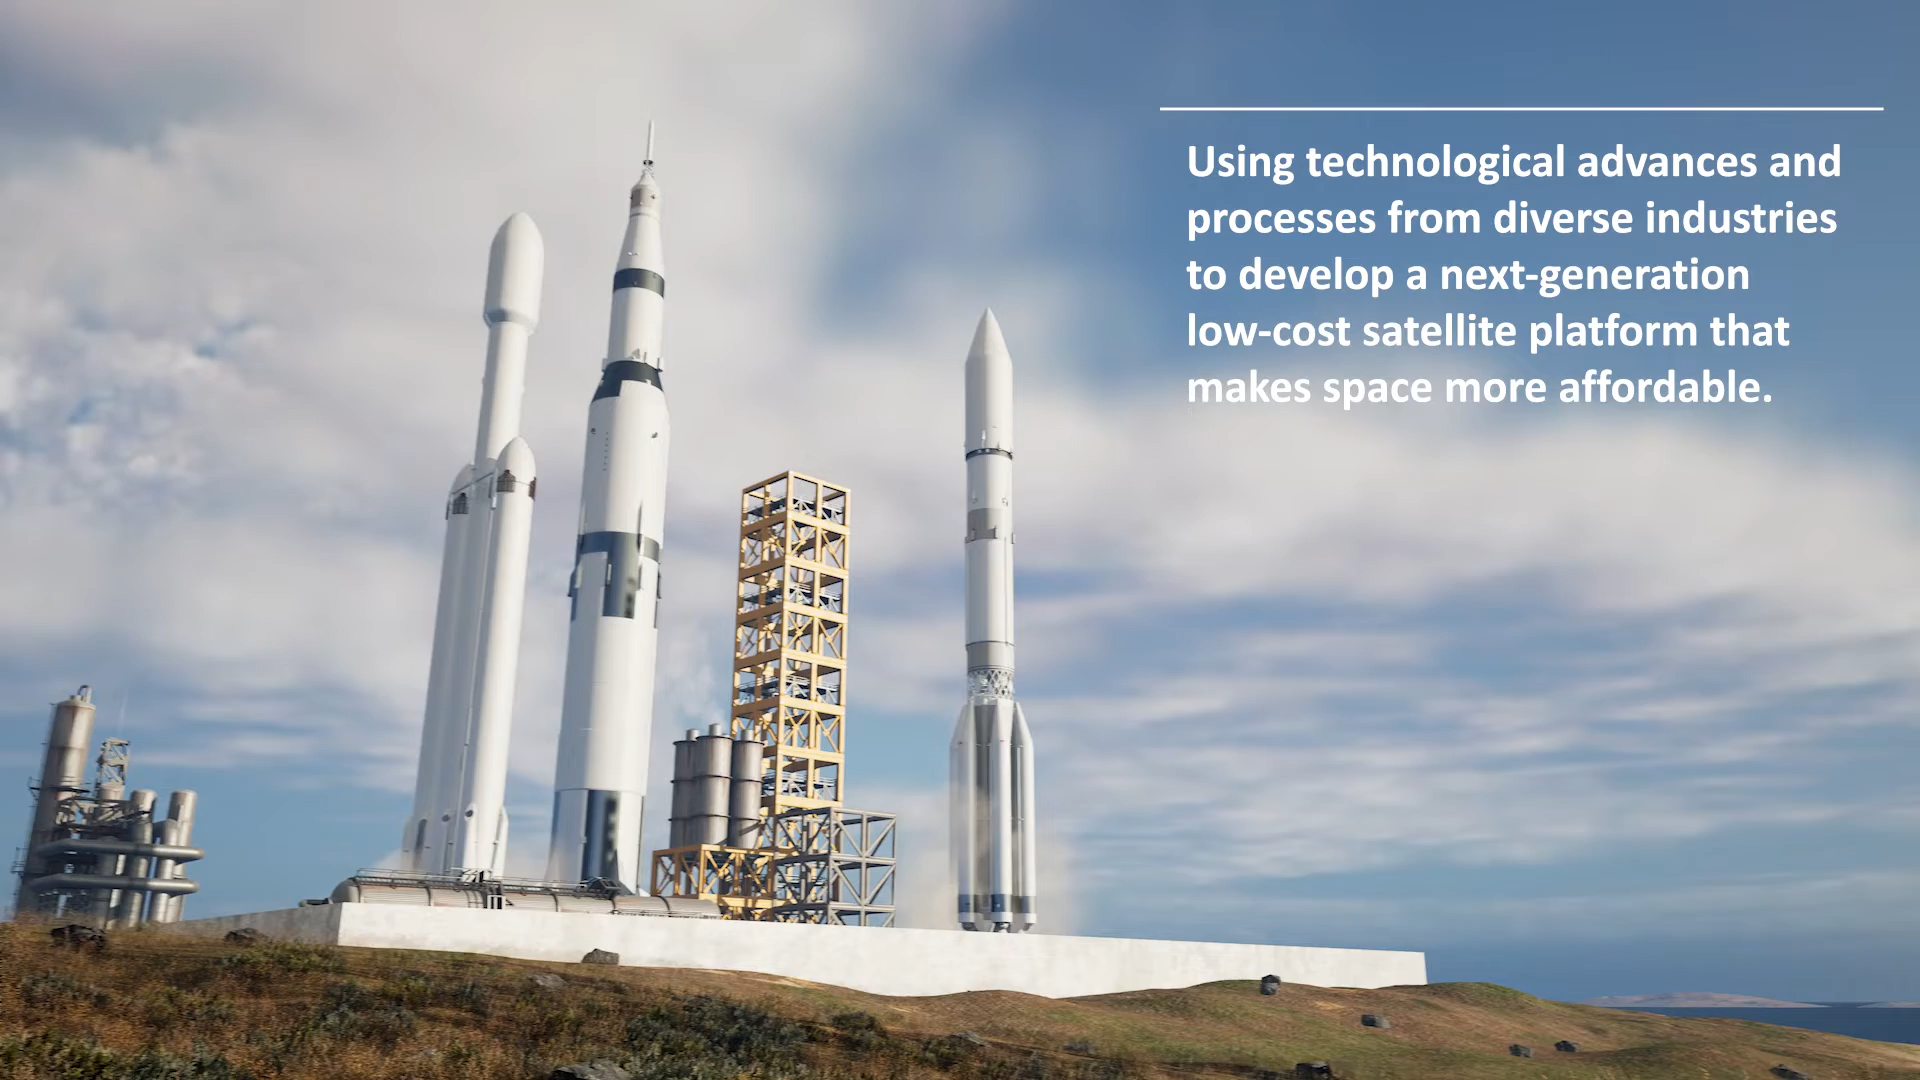 Using technological advances and
processes from diverse industries
to develop a next-generation
low-cost satellite platform that
makes space more affordable.